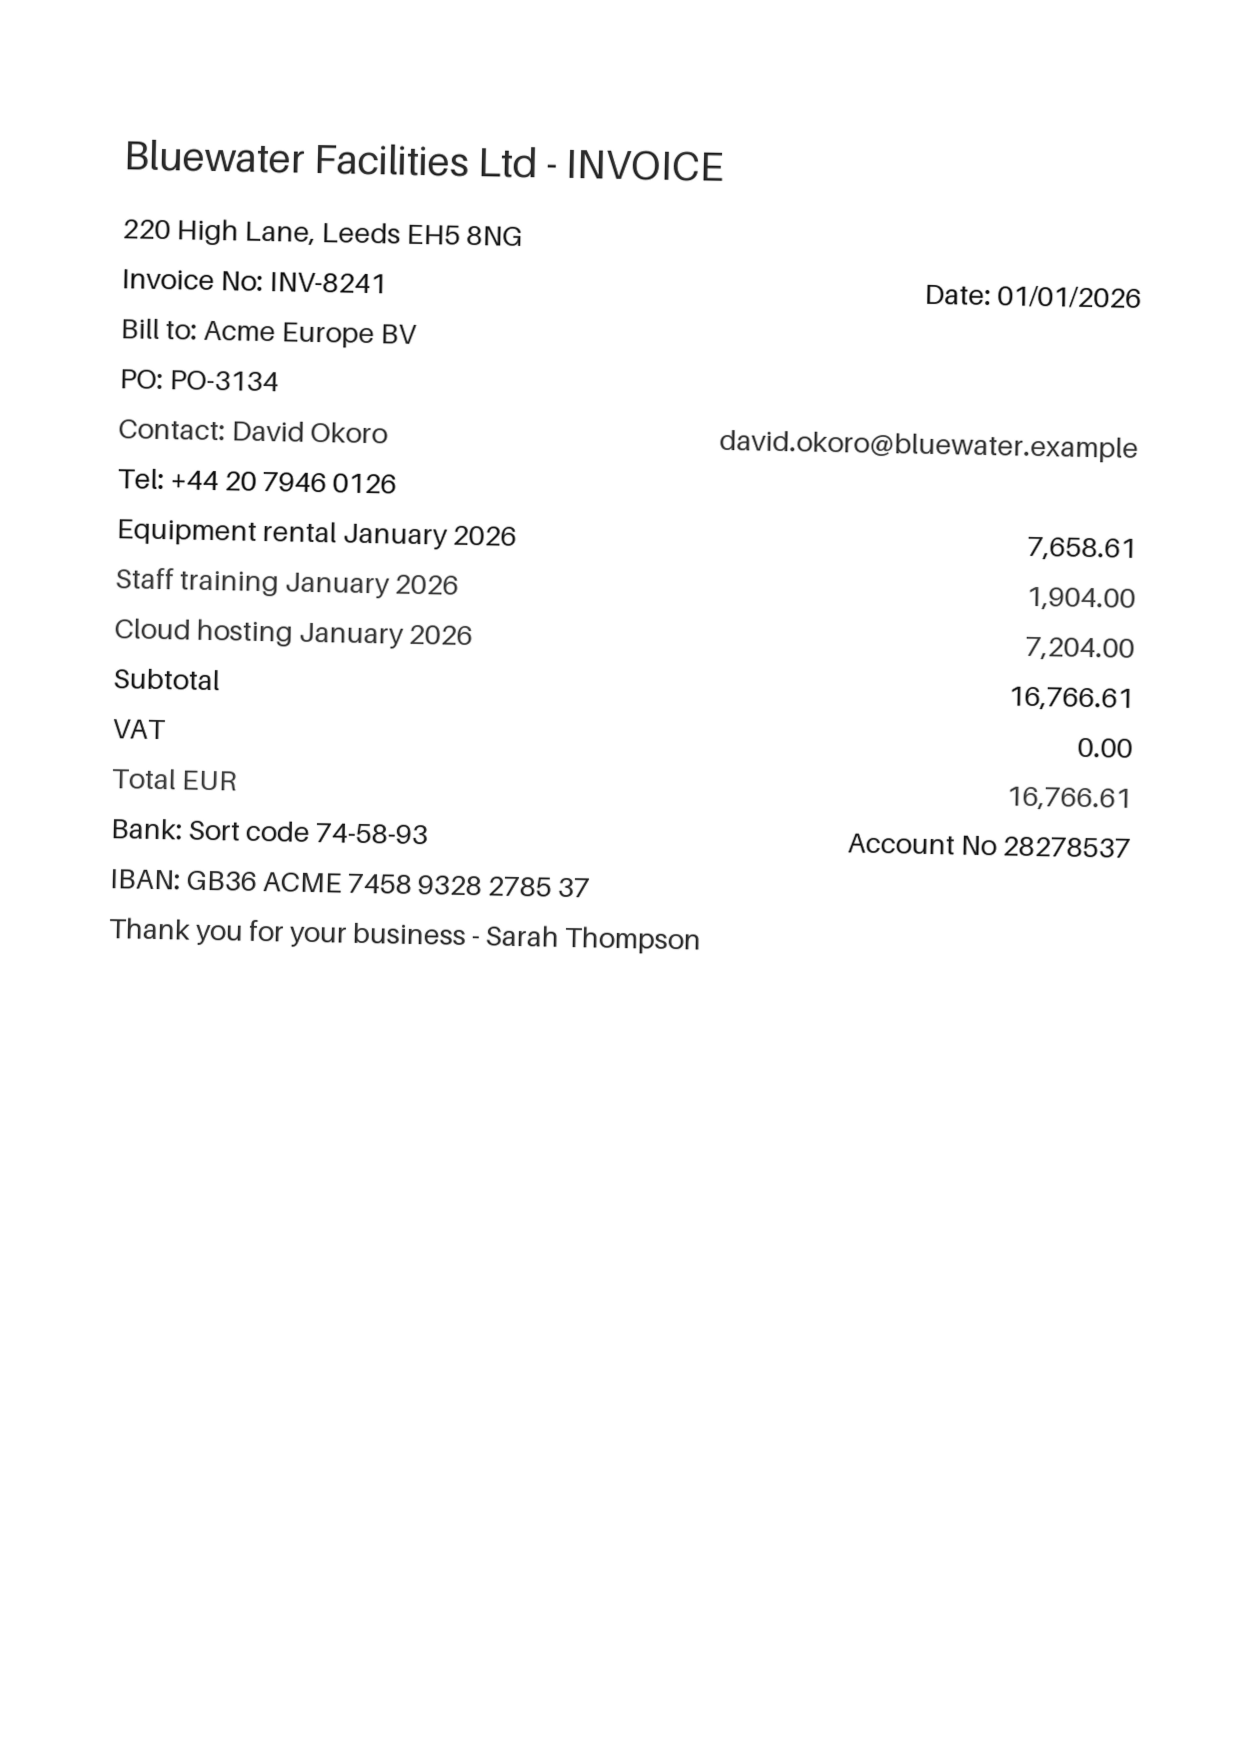 Bluewater Facilities Ltd - INVOICE
220 High Lane, Leeds EH5 8NG
Invoice No: INV-8241 Date: 01/01/2026
Bill to: Acme Europe BV
PO: PO-3134
Contact: David Okoro david.okoro@bluewater.example
Tel: +44 20 7946 0126
Equipment rental January 2026 7,658.61
Staff training January 2026 1,904.00
Cloud hosting January 2026 7,204.00
Subtotal 16,766.61
VAT 0.00
Total EUR 16,766.61
Bank: Sort code 74-58-93 Account No 28278537
IBAN: GB36 ACME 7458 9328 2785 37
Thank you for your business - Sarah Thompson